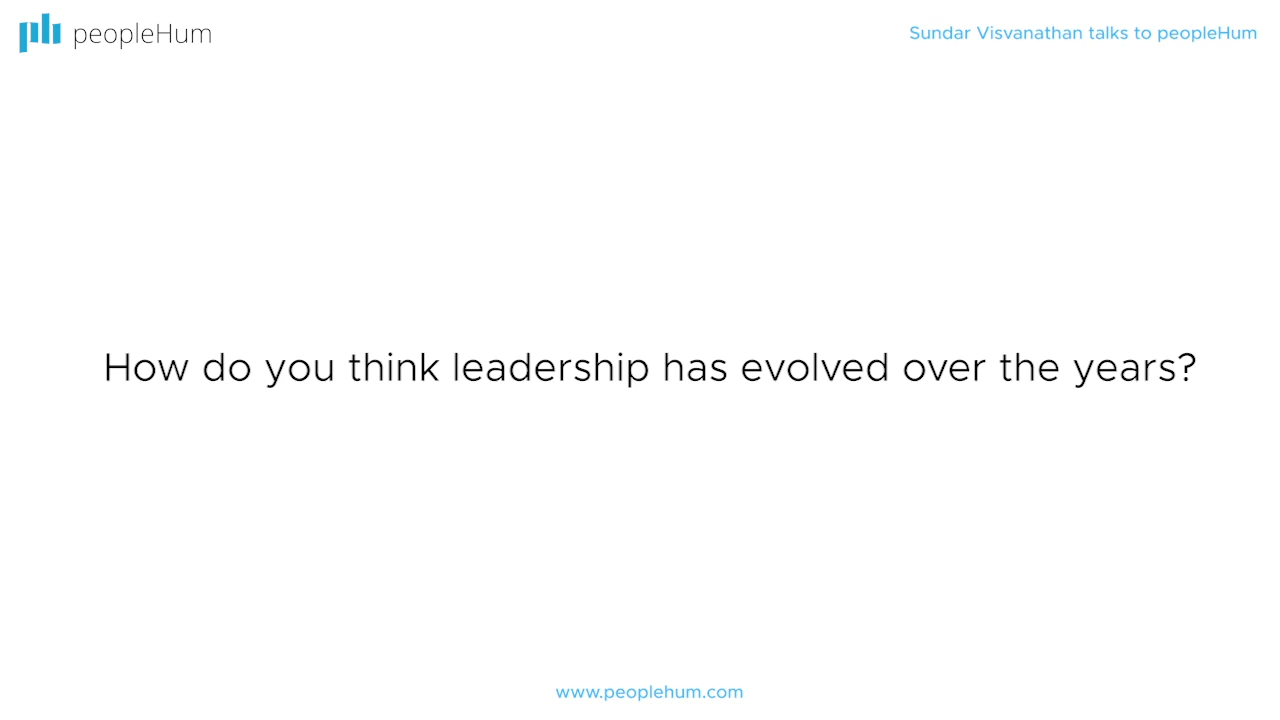 peopleHum
Sundar Visvanathan talks to peopleHum
How do you think leadership has evolved over the years?
www.peoplehum.com